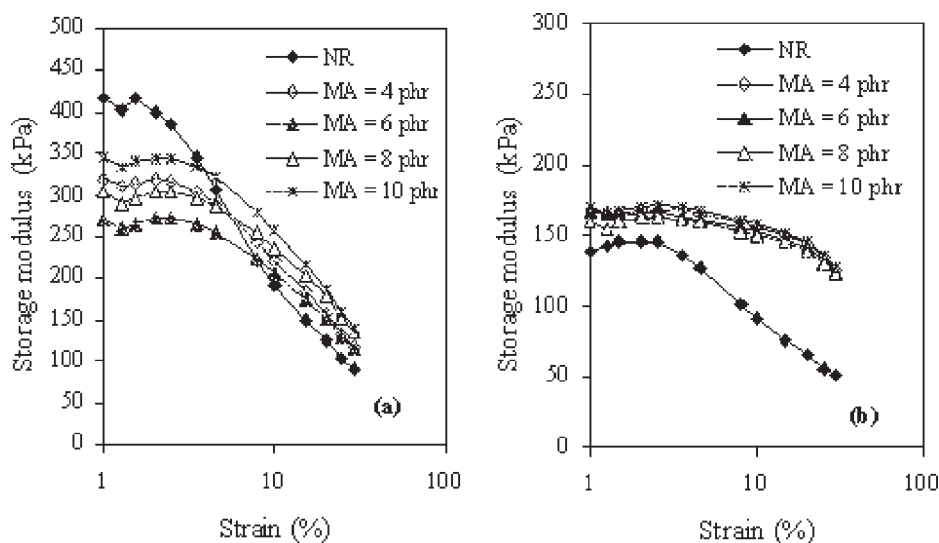 500
450
400
350
300
250
200
150
100
50
0
Storage modulus (kPa)
NR
MA = 4 phr
MA = 6 phr
MA = 8 phr
MA = 10 phr
(a)
1
10
100
Strain (%)
300
250
200
150
100
50
0
Storage modulus (kPa)
NR
MA = 4 phr
MA = 6 phr
MA = 8 phr
MA = 10 phr
(b)
1
10
100
Strain (%)